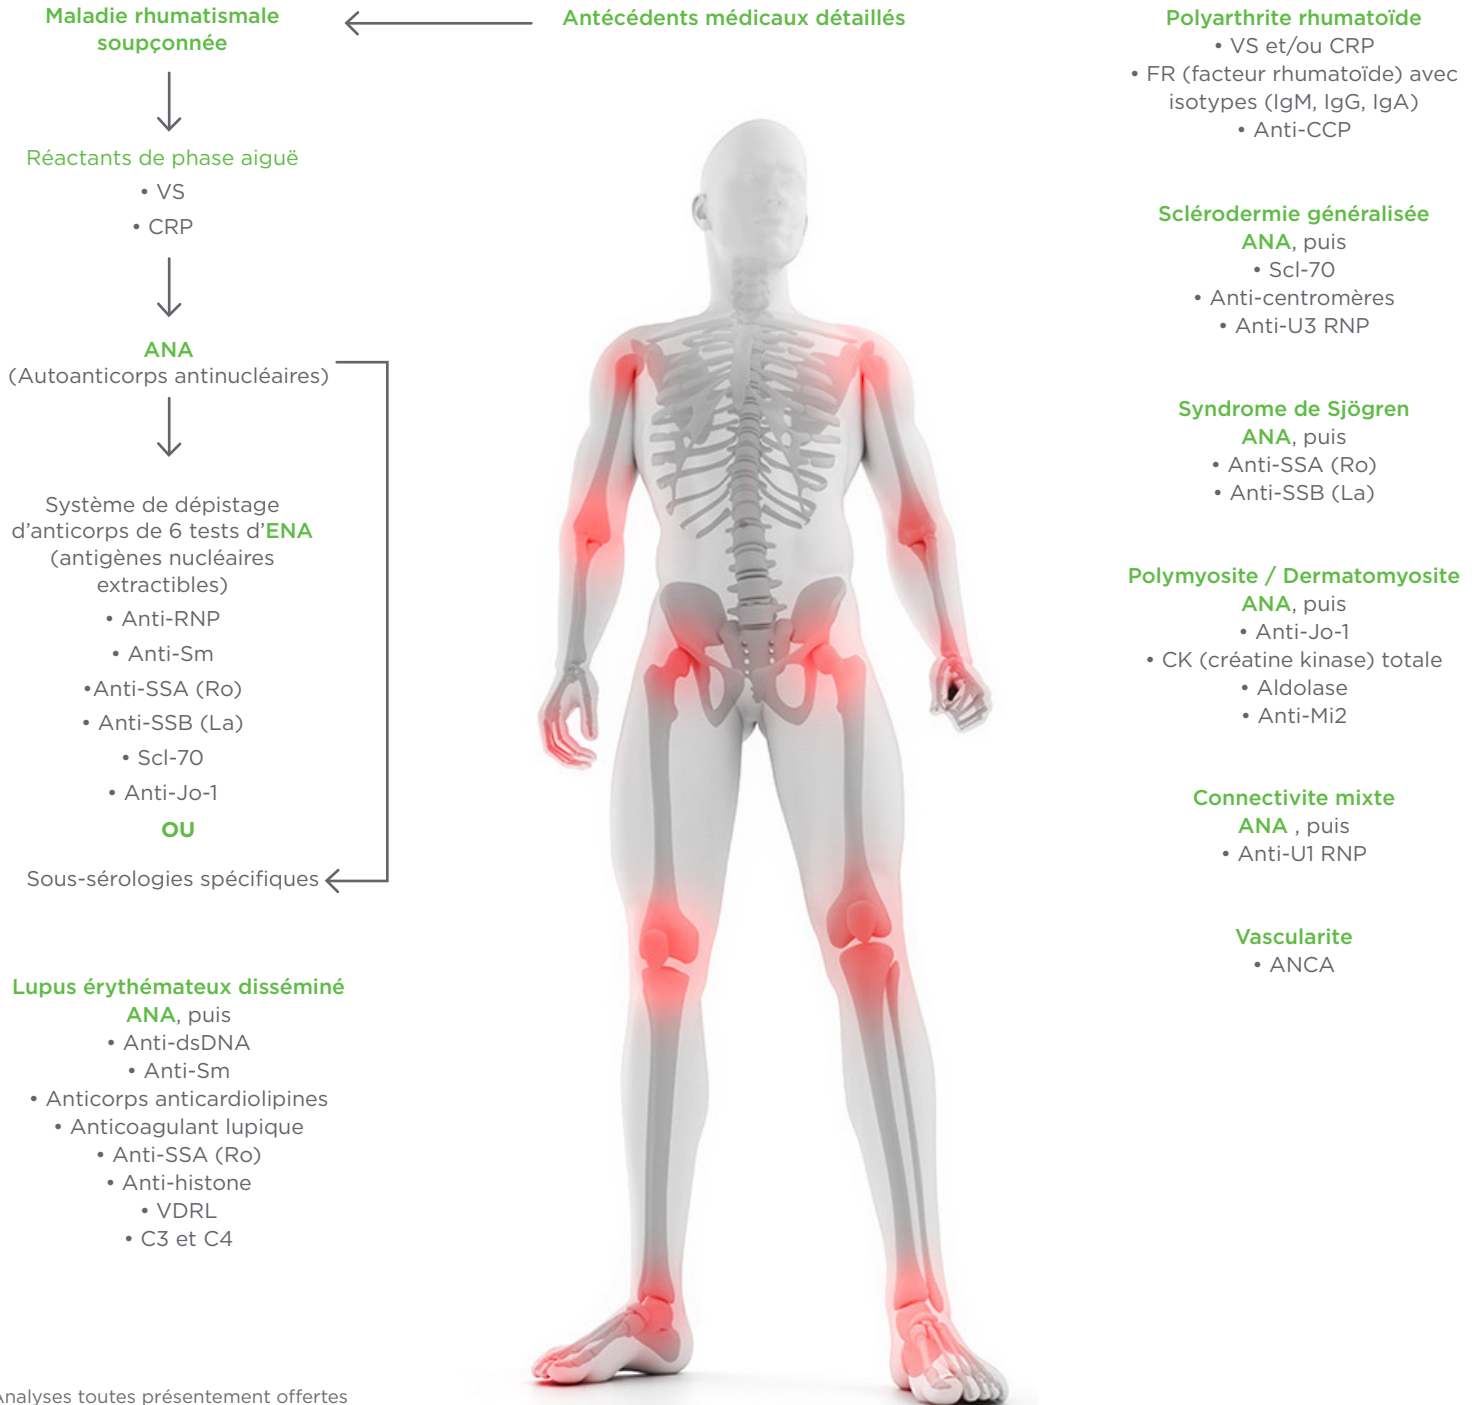 Maladie rhumatismale
soupçonnée
Antécédents médicaux détaillés
Réactants de phase aiguë
• VS
• CRP
ANA
(Autoanticorps antinucléaires)
Système de dépistage
d’anticorps de 6 tests d’ENA
(antigènes nucléaires
extractibles)
• Anti-RNP
• Anti-Sm
•Anti-SSA (Ro)
• Anti-SSB (La)
• Scl-70
• Anti-Jo-1
OU
Sous-sérologies spécifiques
Lupus érythémateux disséminé
ANA, puis
• Anti-dsDNA
• Anti-Sm
• Anticorps anticardiolipines
• Anticoagulant lupique
• Anti-SSA (Ro)
• Anti-histone
• VDRL
• C3 et C4
Analyses toutes présentement offertes
Polyarthrite rhumatoïde
• VS et/ou CRP
• FR (facteur rhumatoïde) avec
isotypes (IgM, IgG, IgA)
• Anti-CCP
Sclérodermie généralisée
ANA, puis
• Scl-70
• Anti-centromères
• Anti-U3 RNP
Syndrome de Sjögren
ANA, puis
• Anti-SSA (Ro)
• Anti-SSB (La)
Polymyosite / Dermatomyosite
ANA, puis
• Anti-Jo-1
• CK (créatine kinase) totale
• Aldolase
• Anti-Mi2
Connectivite mixte
ANA , puis
• Anti-U1 RNP
Vascularite
• ANCA